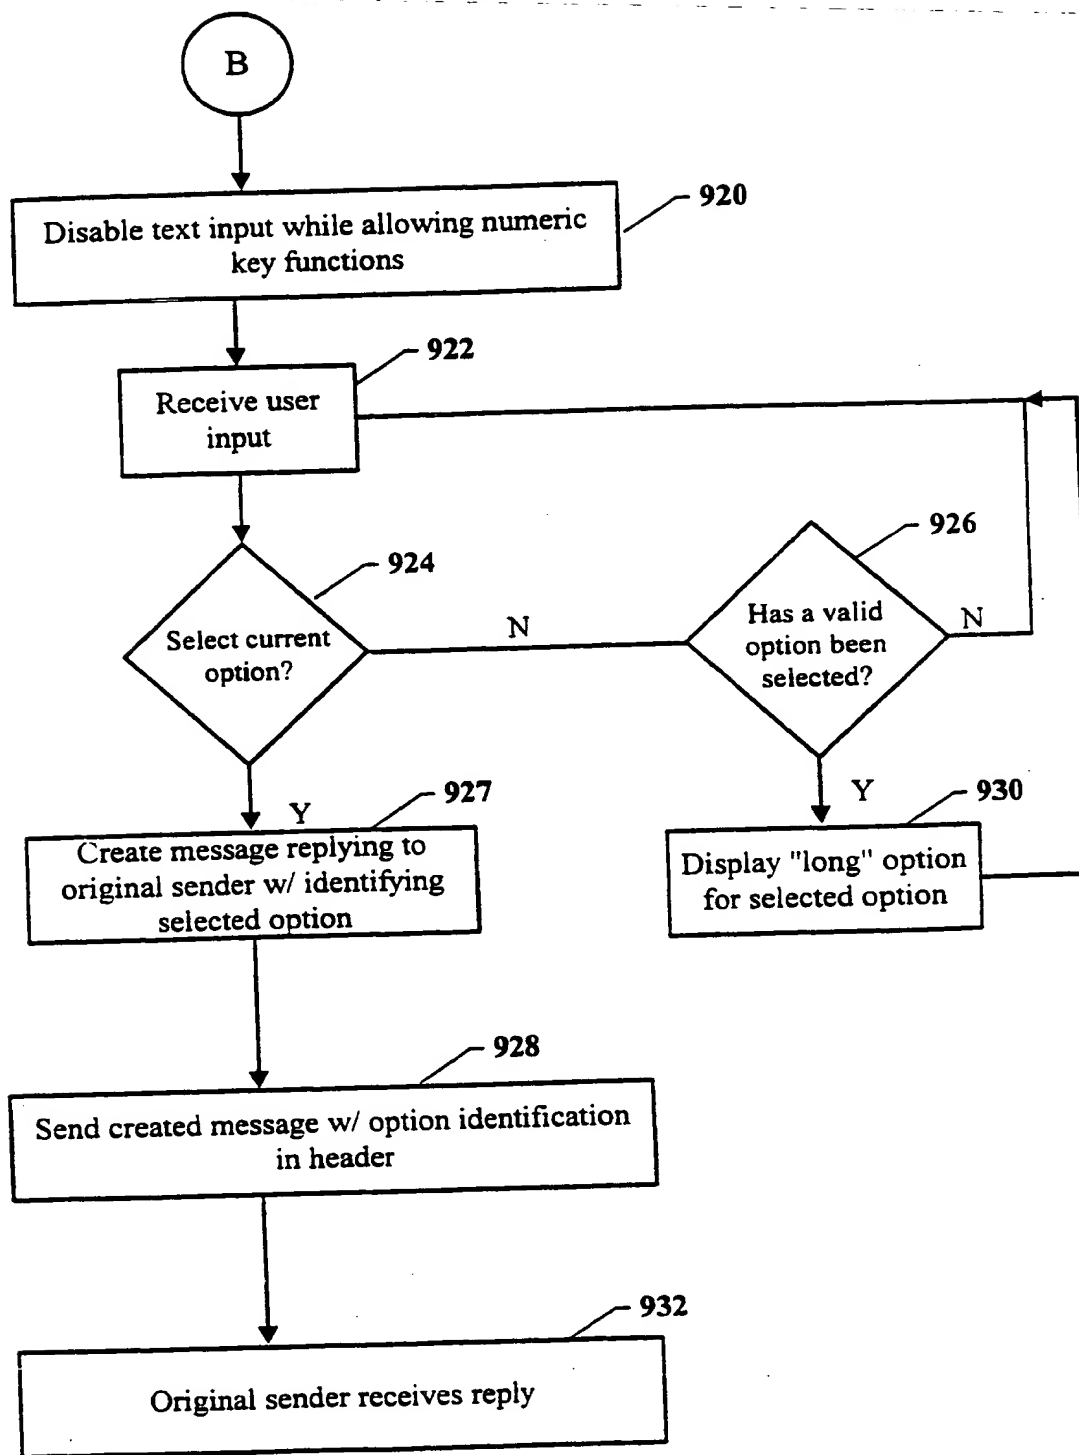 B
920
Disable text input while allowing numeric
key functions
922
Receive user
input
924
Select current
option?
N
926
Has a valid
option been
selected?
N
Y
927
Create message replying to
original sender w/ identifying
selected option
Y
930
Display "long" option
for selected option
928
Send created message w/ option identification
in header
932
Original sender receives reply